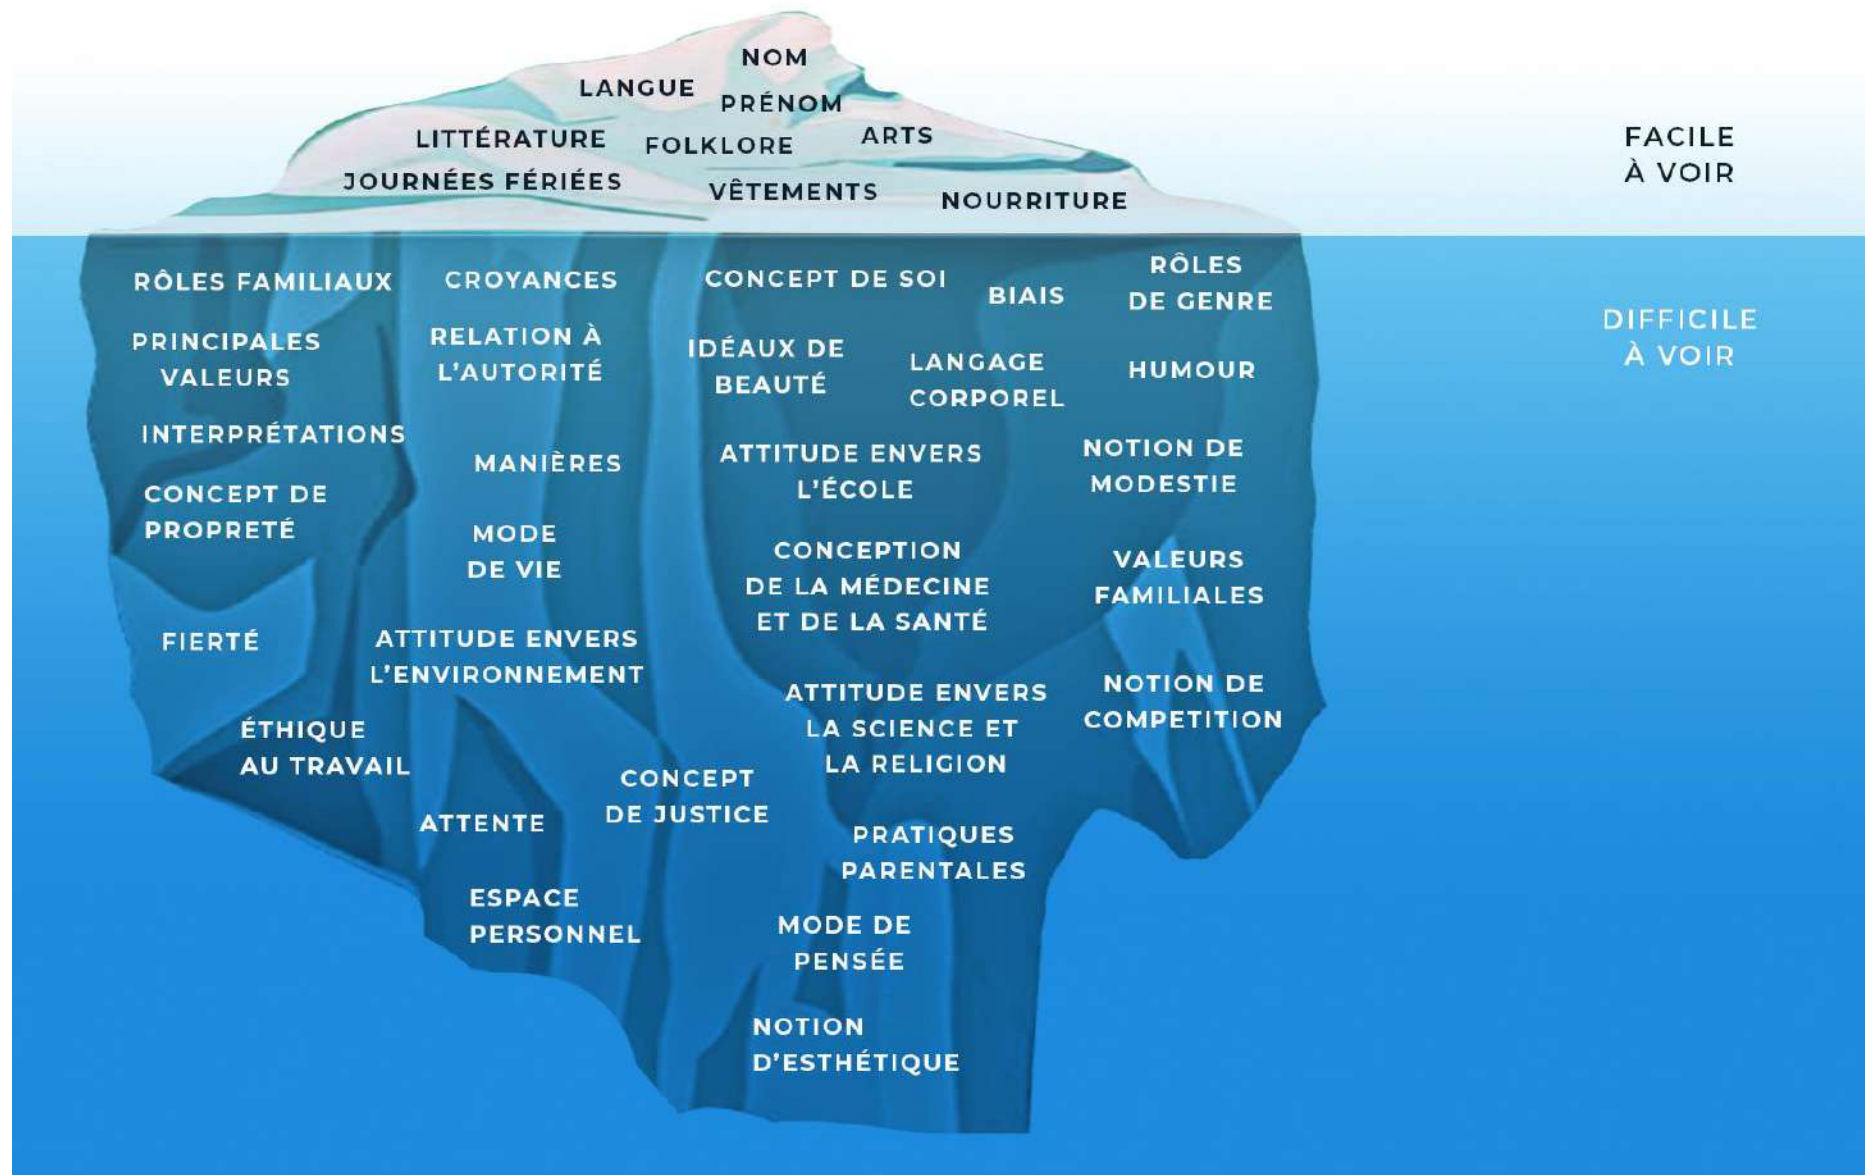 NOM
LANGUE
PRÉNOM
LITTÉRATURE
FOLKLORE
ARTS
JOURNÉES FÉRIÉES
VÊTEMENTS
NOURRITURE
FACILE
À VOIR
RÔLES FAMILIAUX
CROYANCES
CONCEPT DE SOI
BIAIS
RÔLES
DE GENRE
DIFFICILE
À VOIR
PRINCIPALES
VALEURS
RELATION À
L'AUTORITÉ
IDÉAUX DE
BEAUTÉ
LANGAGE
CORPOREL
HUMOUR
INTERPRÉTATIONS
MANIÈRES
ATTITUDE ENVERS
L'ÉCOLE
NOTION DE
MODESTIE
CONCEPT DE
PROPRETÉ
MODE
DE VIE
CONCEPTION
DE LA MÉDECINE
ET DE LA SANTÉ
VALEURS
FAMILIALES
FIERTÉ
ATTITUDE ENVERS
L'ENVIRONNEMENT
ATTITUDE ENVERS
LA SCIENCE ET
LA RELIGION
NOTION DE
COMPETITION
ÉTHIQUE
AU TRAVAIL
CONCEPT
DE JUSTICE
ATTENTE
PRATIQUES
PARENTALES
ESPACE
PERSONNEL
MODE DE
PENSÉE
NOTION
D'ESTHÉTIQUE